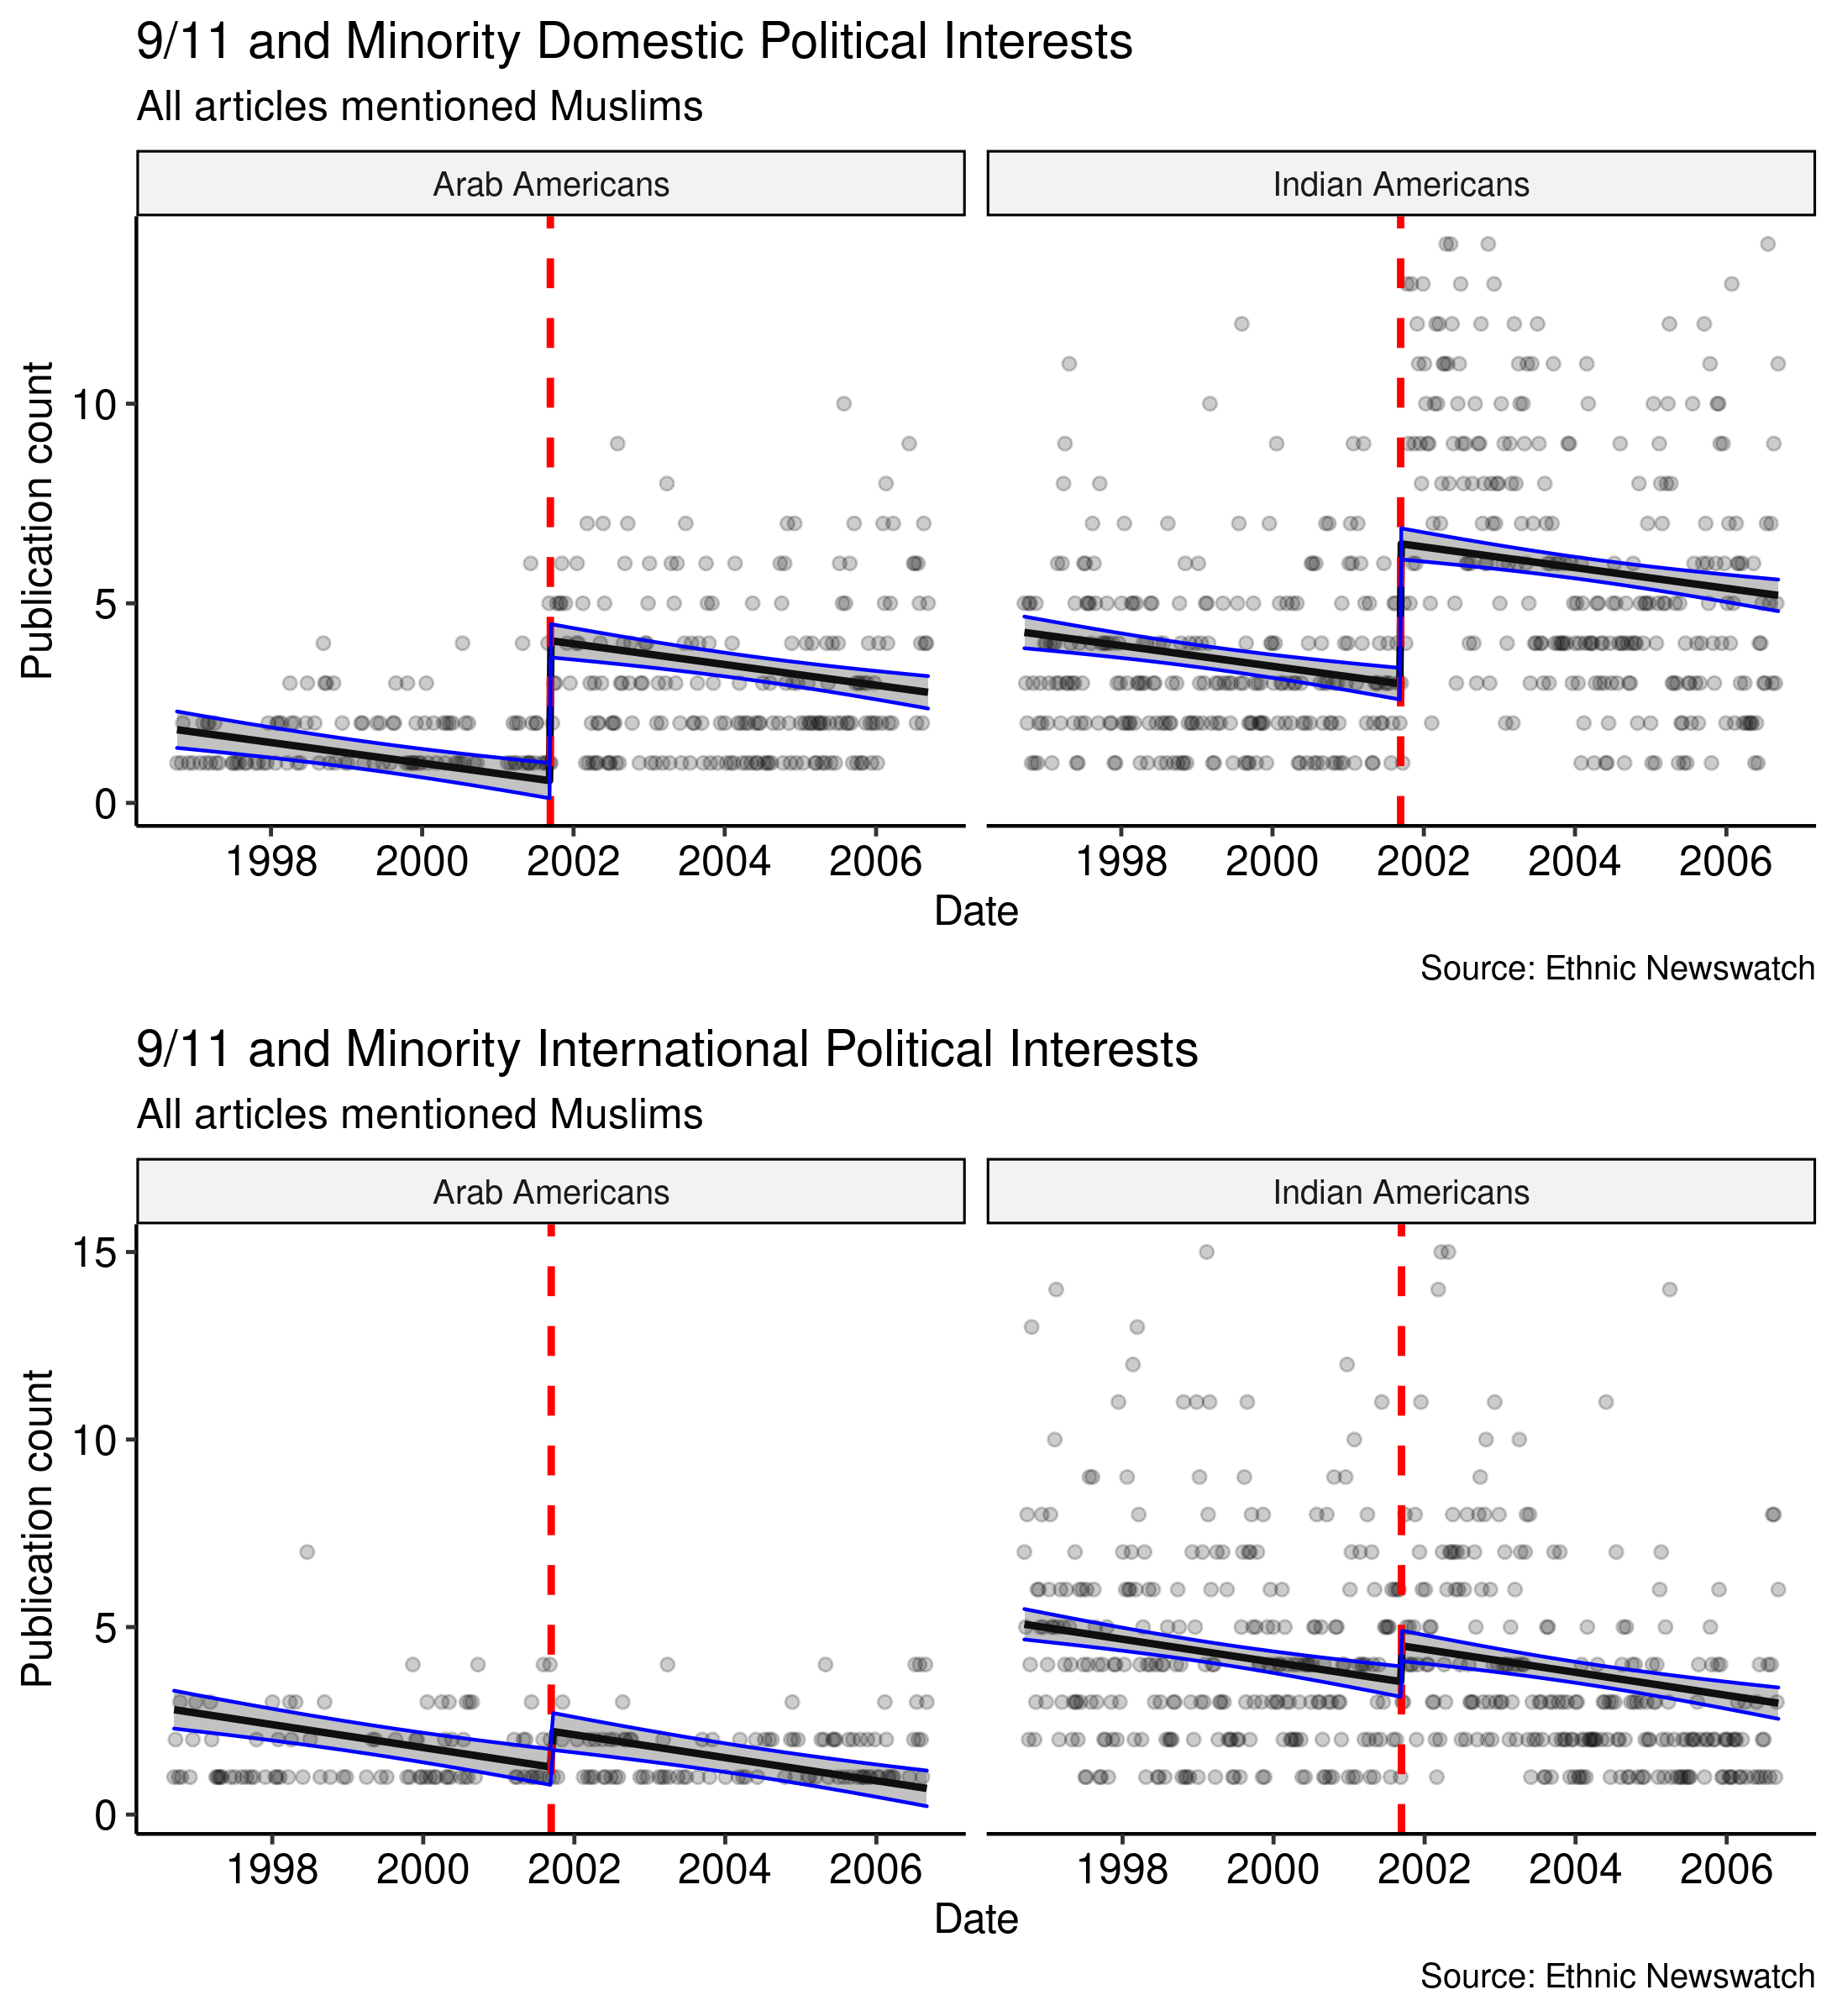 9/11 and Minority Domestic Political Interests
All articles mentioned Muslims
Arab Americans
Indian Americans
Publication count
10
5
0
1998 2000 2002 2004 2006
1998 2000 2002 2004 2006
Date
Source: Ethnic Newswatch
9/11 and Minority International Political Interests
All articles mentioned Muslims
Arab Americans
Indian Americans
Publication count
15
10
5
0
1998 2000 2002 2004 2006
1998 2000 2002 2004 2006
Date
Source: Ethnic Newswatch